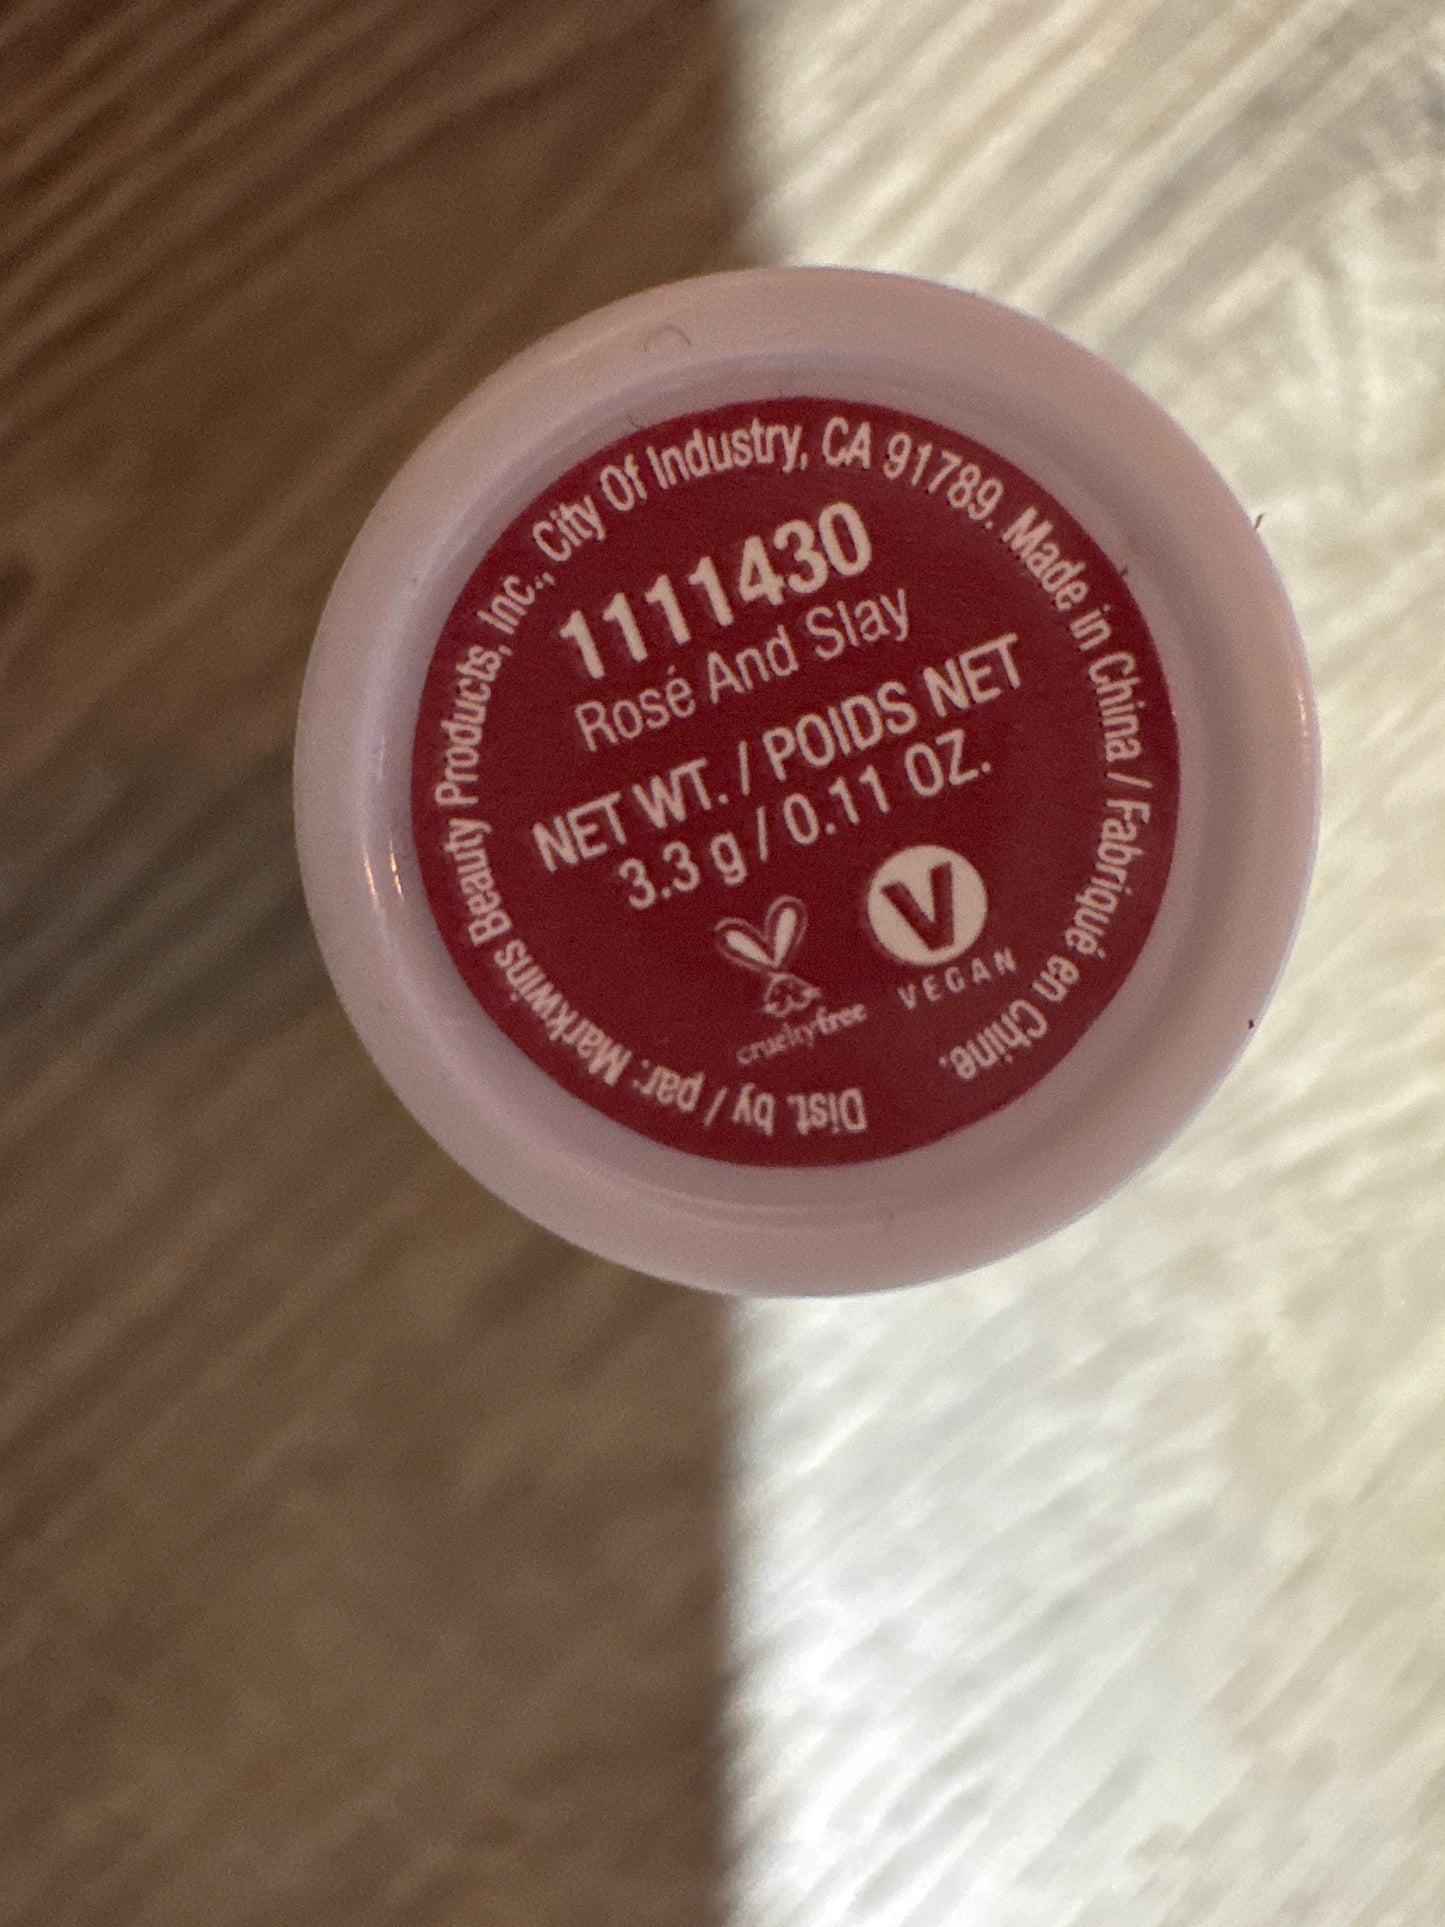 Dist. by / par: Markwins Beauty Products, Inc., City Of Industry, CA 91789. Made in China / Fabriqué en Chine.
1111430
Rosé And Slay
NET WT. / POIDS NET
3.3 g / 0.11 OZ.
V
VEGAN
crueltyfree